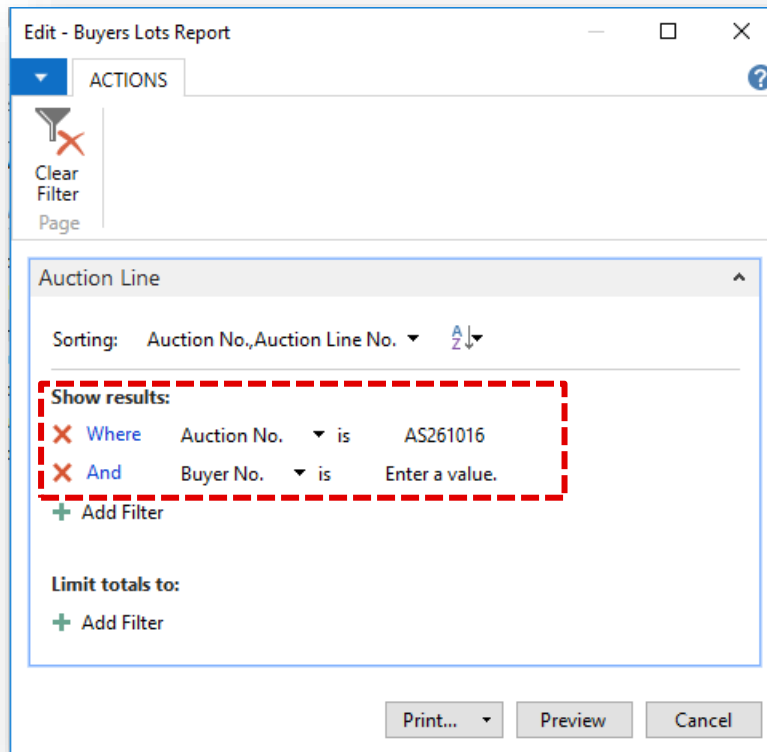 Edit - Buyers Lots Report
ACTIONS
?
Clear
Filter
Page
Auction Line
Sorting: Auction No.,Auction Line No. A Z
Show results:
Where Auction No. is AS261016
And Buyer No. is Enter a value.
Add Filter
Limit totals to:
Add Filter
Print... Preview Cancel